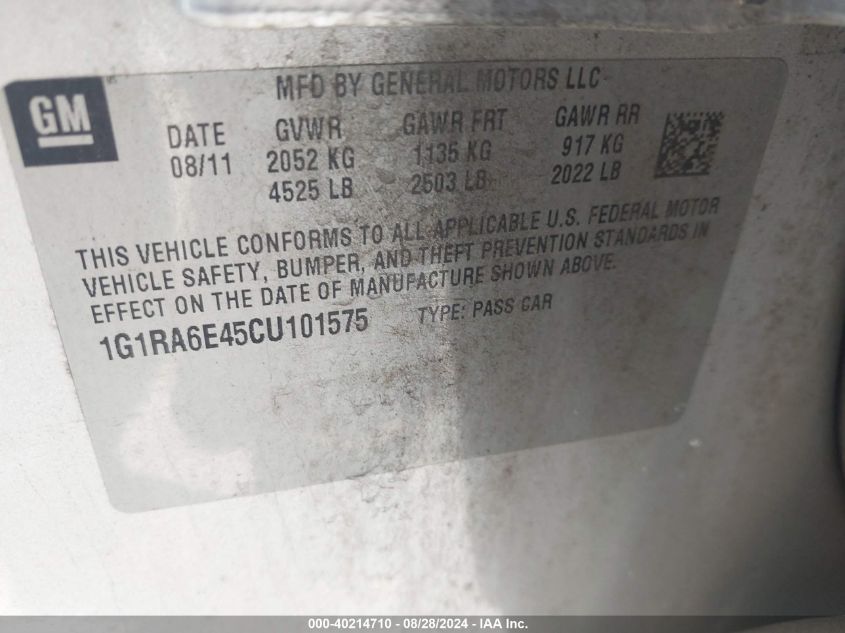 GM
MFD BY GENERAL MOTORS LLC
DATE GVWR GAWR FRT GAWR RR
08/11 2052 KG 1135 KG 917 KG
4525 LB 2503 LB 2022 LB
THIS VEHICLE CONFORMS TO ALL APPLICABLE U.S. FEDERAL MOTOR
VEHICLE SAFETY, BUMPER, AND THEFT PREVENTION STANDARDS IN
EFFECT ON THE DATE OF MANUFACTURE SHOWN ABOVE.
1G1RA6E45CU101575 TYPE: PASS CAR
000-40214710 - 08/28/2024 - IAA Inc.